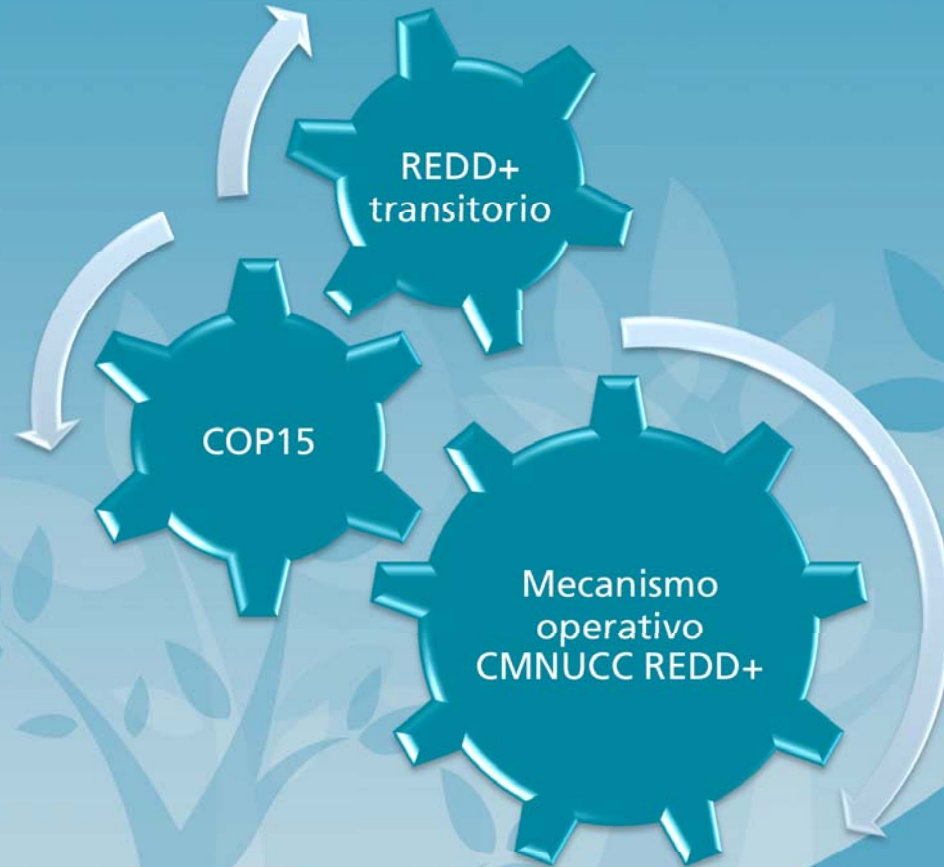 REDD+
transitorio
COP15
Mecanismo
operativo
CMNUCC REDD+